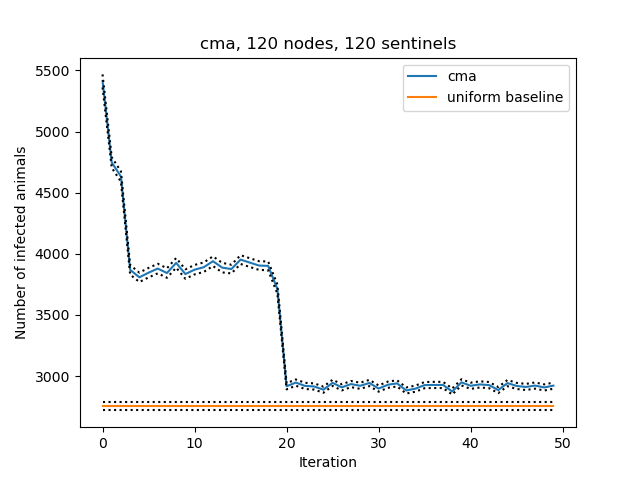 cma, 120 nodes, 120 sentinels
cma
uniform baseline
Number of infected animals
5500
5000
4500
4000
3500
3000
0 10 20 30 40 50
Iteration